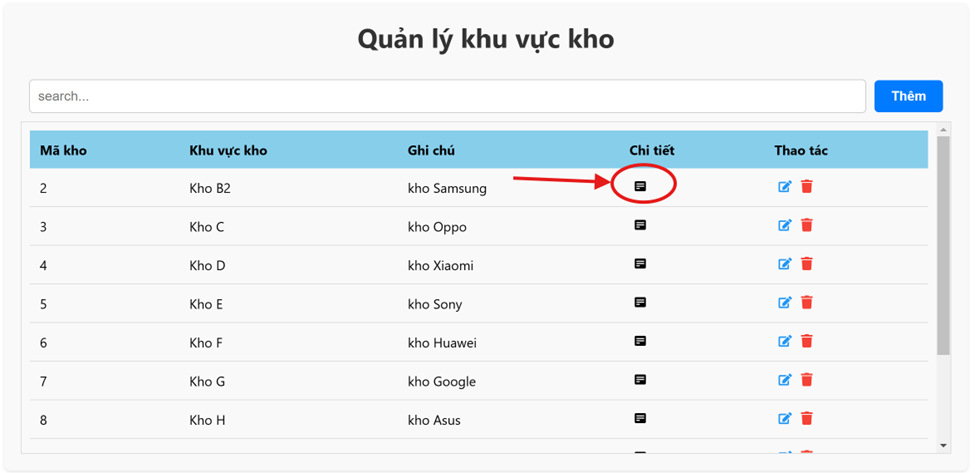 Quản lý khu vực kho
search...
Thêm
Mã kho Khu vực kho Ghi chú Chi tiết Thao tác
2 Kho B2 kho Samsung
3 Kho C kho Oppo
4 Kho D kho Xiaomi
5 Kho E kho Sony
6 Kho F kho Huawei
7 Kho G kho Google
8 Kho H kho Asus